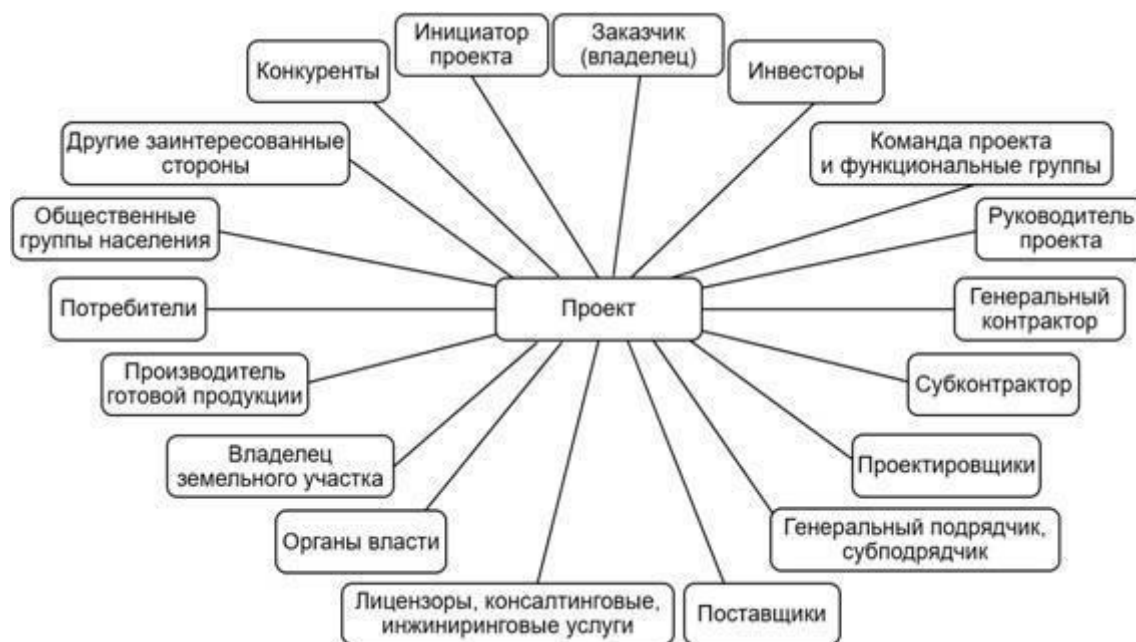 Инициатор
проекта
Заказчик
(владелец)
Инвесторы
Команда проекта
и функциональные группы
Руководитель
проекта
Генеральный
контрактор
Субконтрактор
Проектировщики
Генеральный подрядчик,
субподрядчик
Поставщики
Лицензоры, консалтинговые,
инжиниринговые услуги
Органы власти
Владелец
земельного участка
Производитель
готовой продукции
Потребители
Общественные
группы населения
Другие заинтересованные
стороны
Конкуренты
Проект